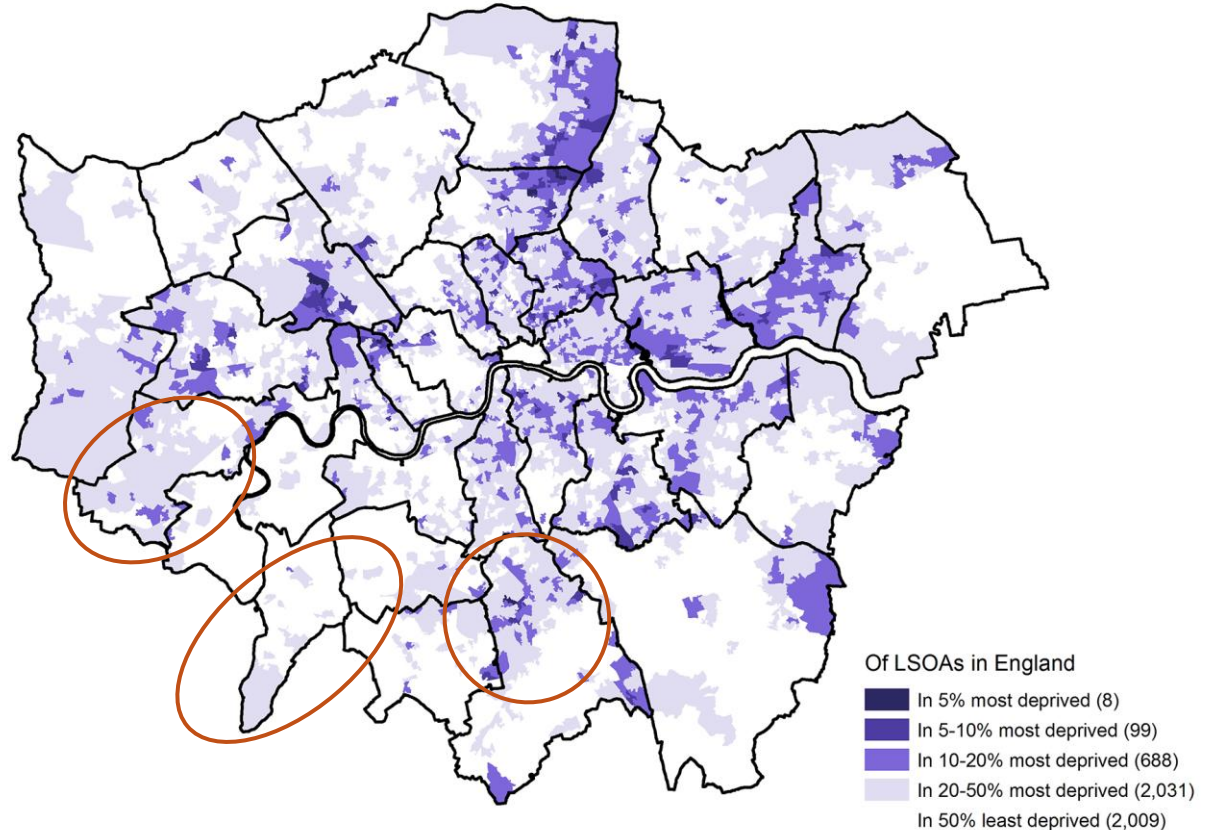 Of LSOAs in England
In 5% most deprived (8)
In 5-10% most deprived (99)
In 10-20% most deprived (688)
In 20-50% most deprived (2,031)
In 50% least deprived (2,009)